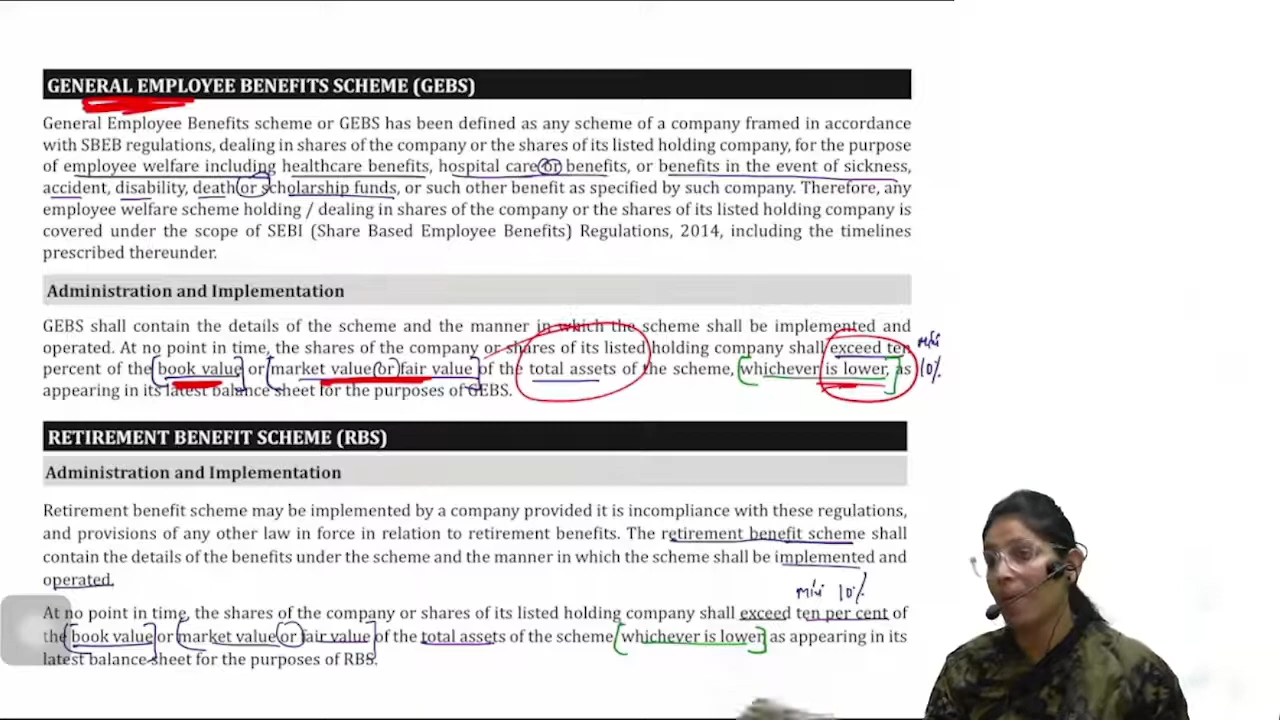 GENERAL EMPLOYEE BENEFITS SCHEME (GEBS)
General Employee Benefits scheme or GEBS has been defined as any scheme of a company framed in accordance
with SBEB regulations, dealing in shares of the company or the shares of its listed holding company, for the purpose
of employee welfare including healthcare benefits, hospital care or benefits, or benefits in the event of sickness,
accident, disability, death or scholarship funds, or such other benefit as specified by such company. Therefore, any
employee welfare scheme holding / dealing in shares of the company or the shares of its listed holding company is
covered under the scope of SEBI (Share Based Employee Benefits) Regulations, 2014, including the timelines
prescribed thereunder.
Administration and Implementation
GEBS shall contain the details of the scheme and the manner in which the scheme shall be implemented and
operated. At no point in time, the shares of the company or shares of its listed holding company shall exceed ten
percent of the book value or market value or fair value of the total assets of the scheme, whichever is lower, as
10%
appearing in its latest balance sheet for the purposes of GEBS.
RETIREMENT BENEFIT SCHEME (RBS)
Administration and Implementation
Retirement benefit scheme may be implemented by a company provided it is incompliance with these regulations,
and provisions of any other law in force in relation to retirement benefits. The retirement benefit scheme shall
contain the details of the benefits under the scheme and the manner in which the scheme shall be implemented and
operated.
10%
At no point in time, the shares of the company or shares of its listed holding company shall exceed ten per cent of
the book value or market value or fair value of the total assets of the scheme whichever is lower as appearing in its
latest balance sheet for the purposes of RBS.